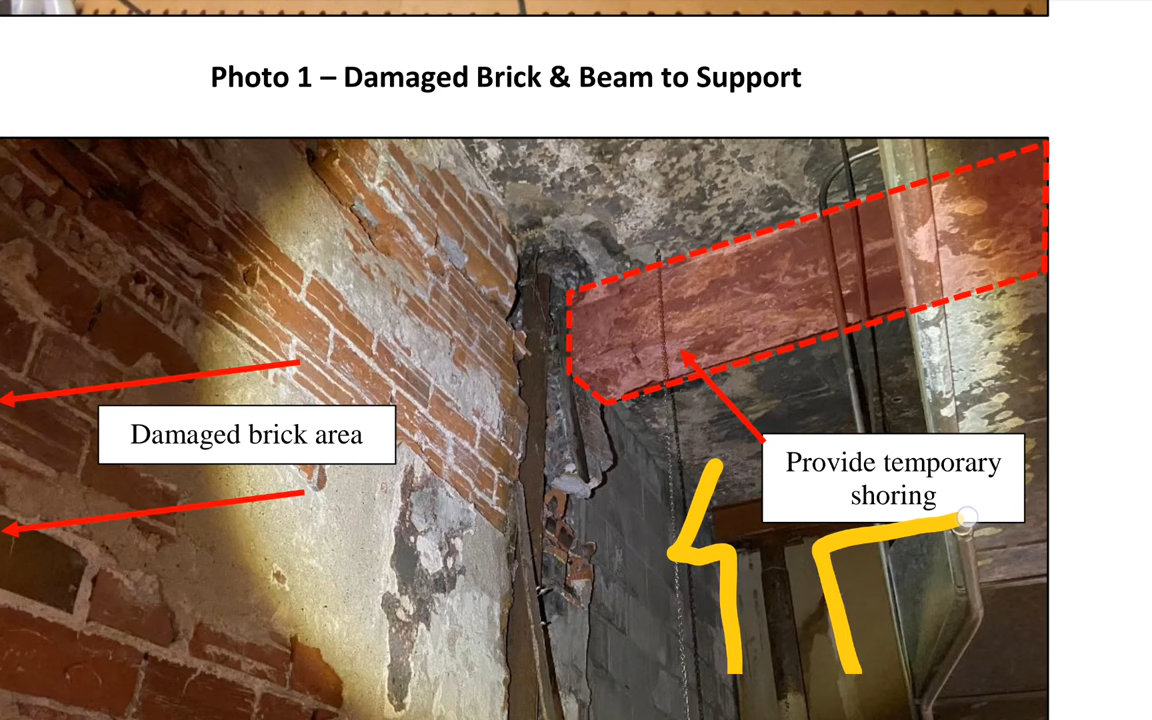 Photo 1 – Damaged Brick & Beam to Support
Damaged brick area
Provide temporary
shoring